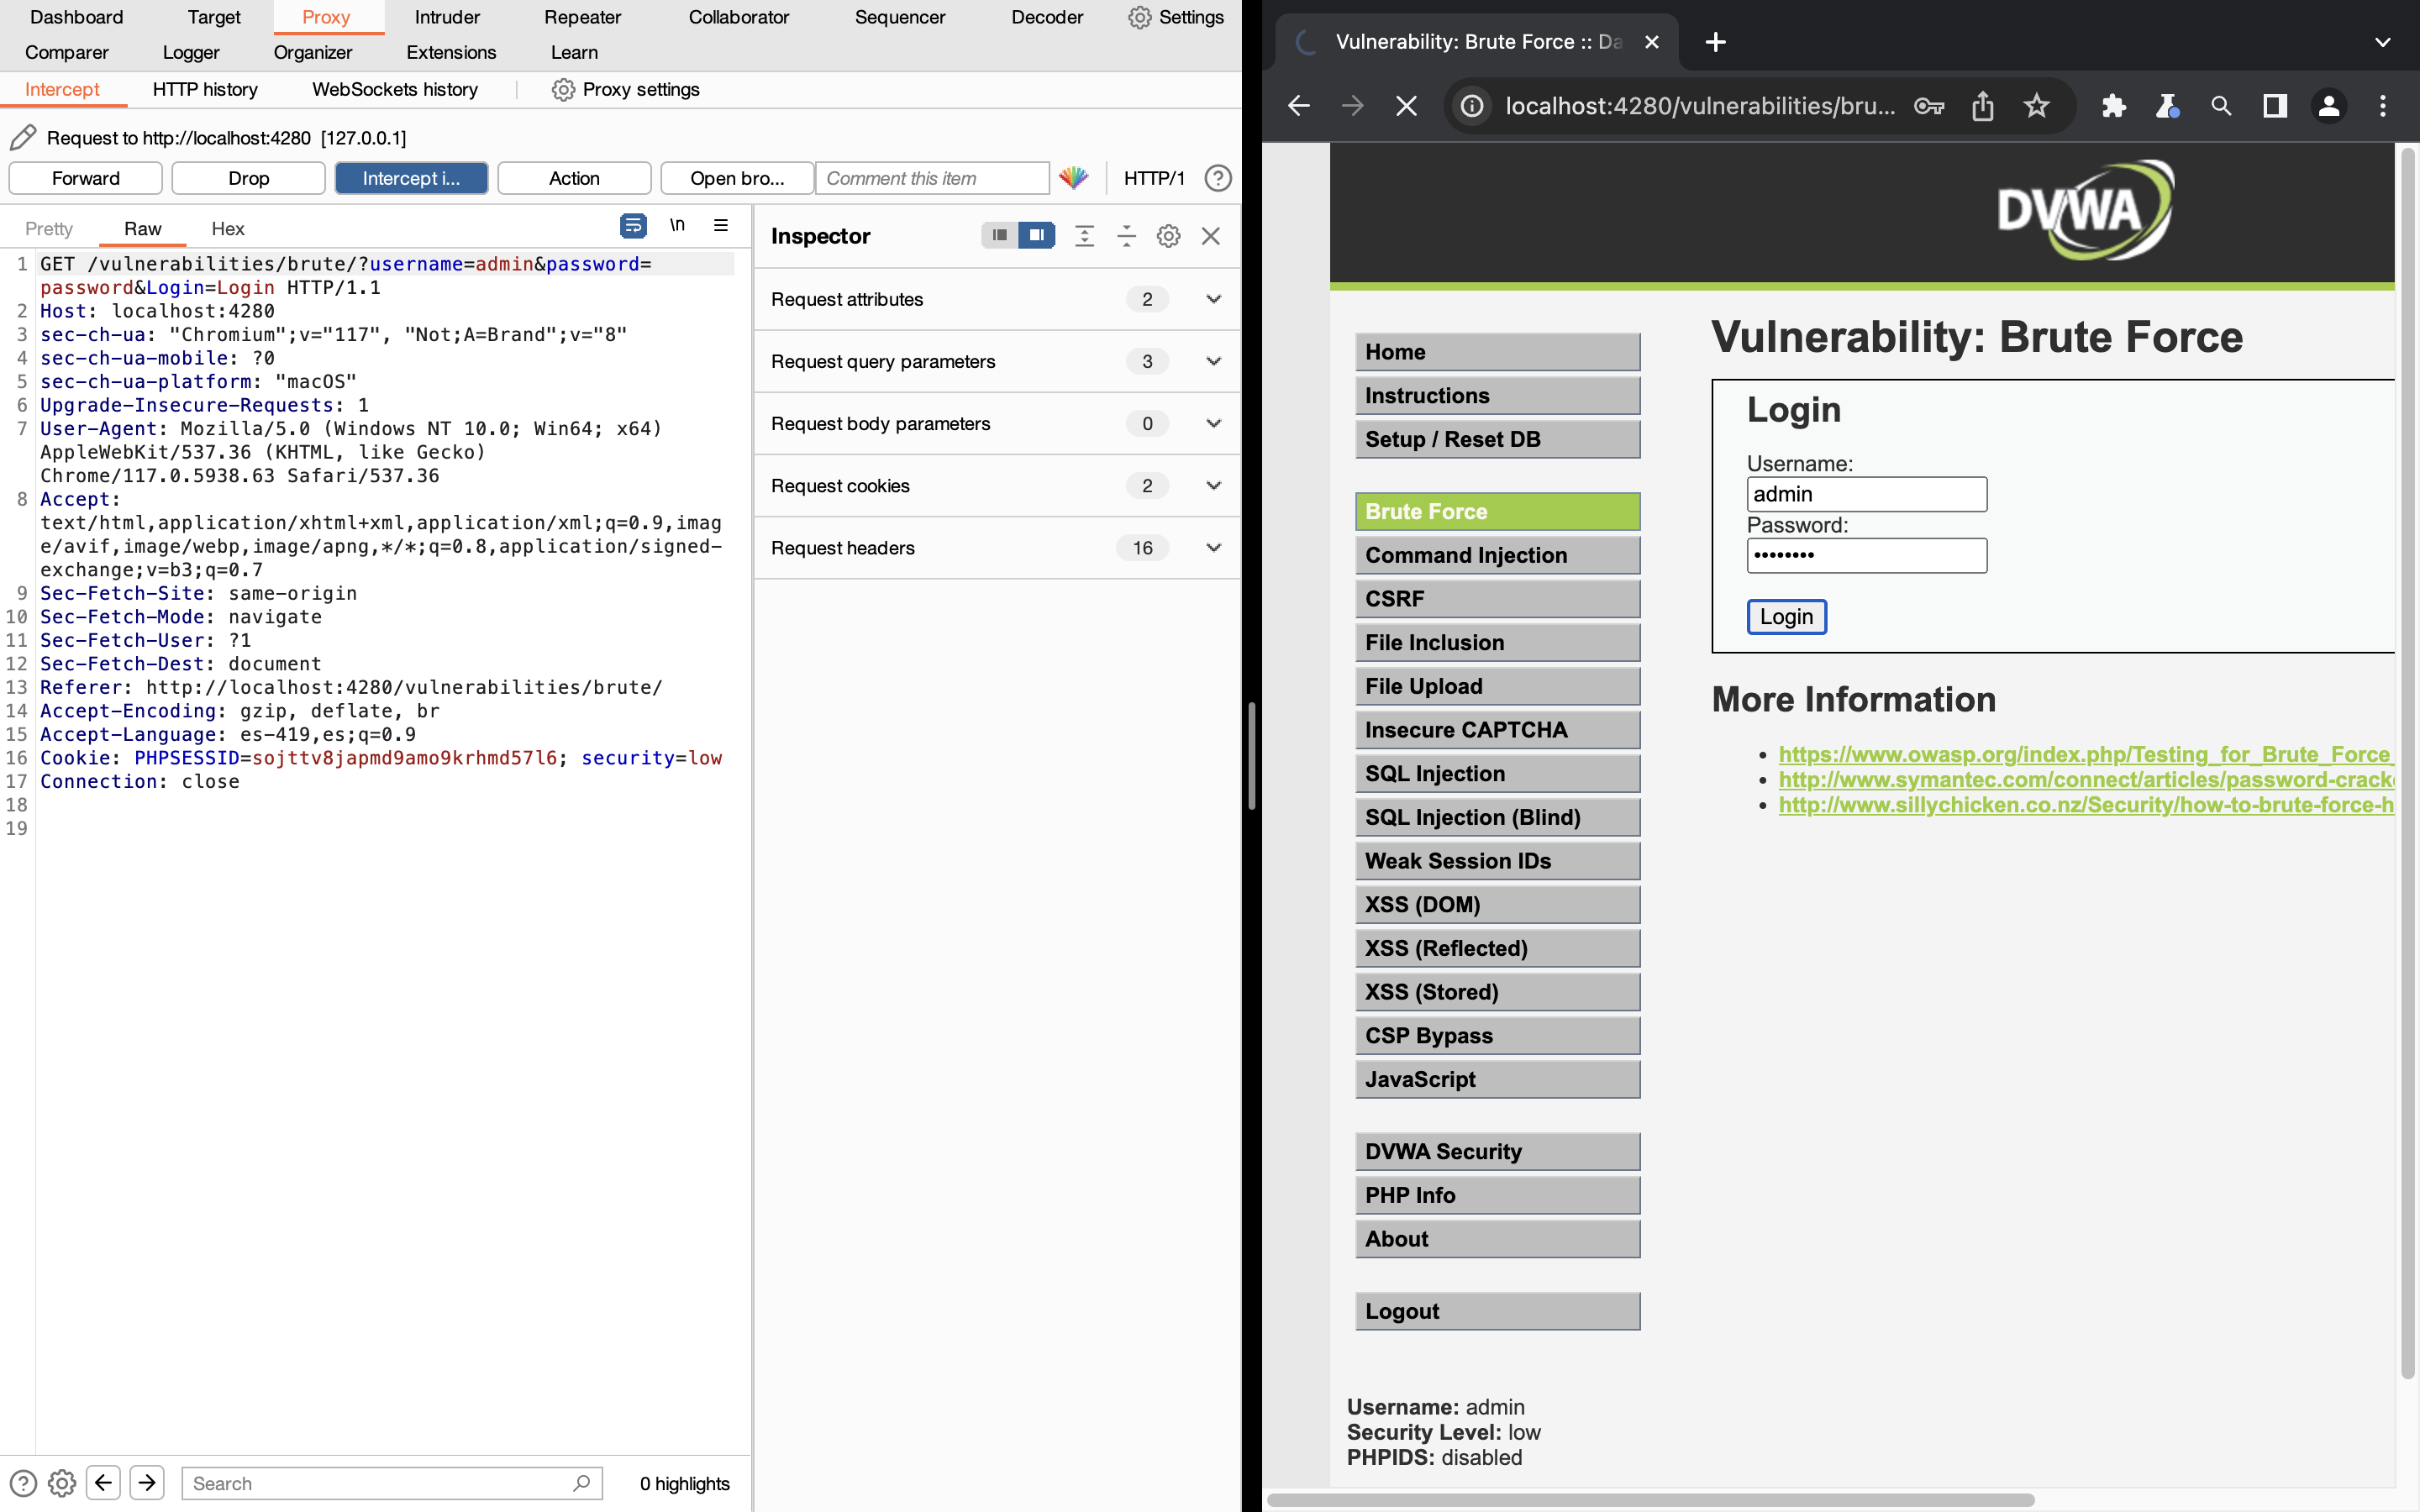 Dashboard Target Proxy Intruder Repeater Collaborator Sequencer Decoder Settings
Comparer Logger Organizer Extensions Learn
Intercept HTTP history WebSockets history Proxy settings
Request to http://localhost:4280 [127.0.0.1]
Forward Drop Intercept i... Action Open bro... Comment this item HTTP/1 ?
Pretty Raw Hex \n
1 GET /vulnerabilities/brute/?username=admin&password=
password&Login=Login HTTP/1.1
2 Host: localhost:4280
3 sec-ch-ua: "Chromium";v="117", "Not;A=Brand";v="8"
4 sec-ch-ua-mobile: ?0
5 sec-ch-ua-platform: "macOS"
6 Upgrade-Insecure-Requests: 1
7 User-Agent: Mozilla/5.0 (Windows NT 10.0; Win64; x64)
AppleWebKit/537.36 (KHTML, like Gecko)
Chrome/117.0.5938.63 Safari/537.36
8 Accept:
text/html,application/xhtml+xml,application/xml;q=0.9,imag
e/avif,image/webp,image/apng,*/*;q=0.8,application/signed-
exchange;v=b3;q=0.7
9 Sec-Fetch-Site: same-origin
10 Sec-Fetch-Mode: navigate
11 Sec-Fetch-User: ?1
12 Sec-Fetch-Dest: document
13 Referer: http://localhost:4280/vulnerabilities/brute/
14 Accept-Encoding: gzip, deflate, br
15 Accept-Language: es-419,es;q=0.9
16 Cookie: PHPSESSID=sojttv8japmd9amo9krhmd57l6; security=low
17 Connection: close
18
19
Search 0 highlights
Inspector
Request attributes 2
Request query parameters 3
Request body parameters 0
Request cookies 2
Request headers 16
Vulnerability: Brute Force :: Da
localhost:4280/vulnerabilities/bru...
DVWA
Home
Instructions
Setup / Reset DB
Brute Force
Command Injection
CSRF
File Inclusion
File Upload
Insecure CAPTCHA
SQL Injection
SQL Injection (Blind)
Weak Session IDs
XSS (DOM)
XSS (Reflected)
XSS (Stored)
CSP Bypass
JavaScript
DVWA Security
PHP Info
About
Logout
Vulnerability: Brute Force
Login
Username:
admin
Password:
••••••••
Login
More Information
• https://www.owasp.org/index.php/Testing_for_Brute_Force_
• http://www.symantec.com/connect/articles/password-crack
• http://www.sillychicken.co.nz/Security/how-to-brute-force-h
Username: admin
Security Level: low
PHPIDS: disabled